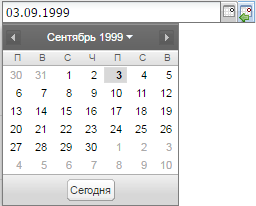 03.09.1999
Сентябрь 1999
П В С Ч П С В
30 31 1 2 3 4 5
6 7 8 9 10 11 12
13 14 15 16 17 18 19
20 21 22 23 24 25 26
27 28 29 30 1 2 3
4 5 6 7 8 9 10
Сегодня